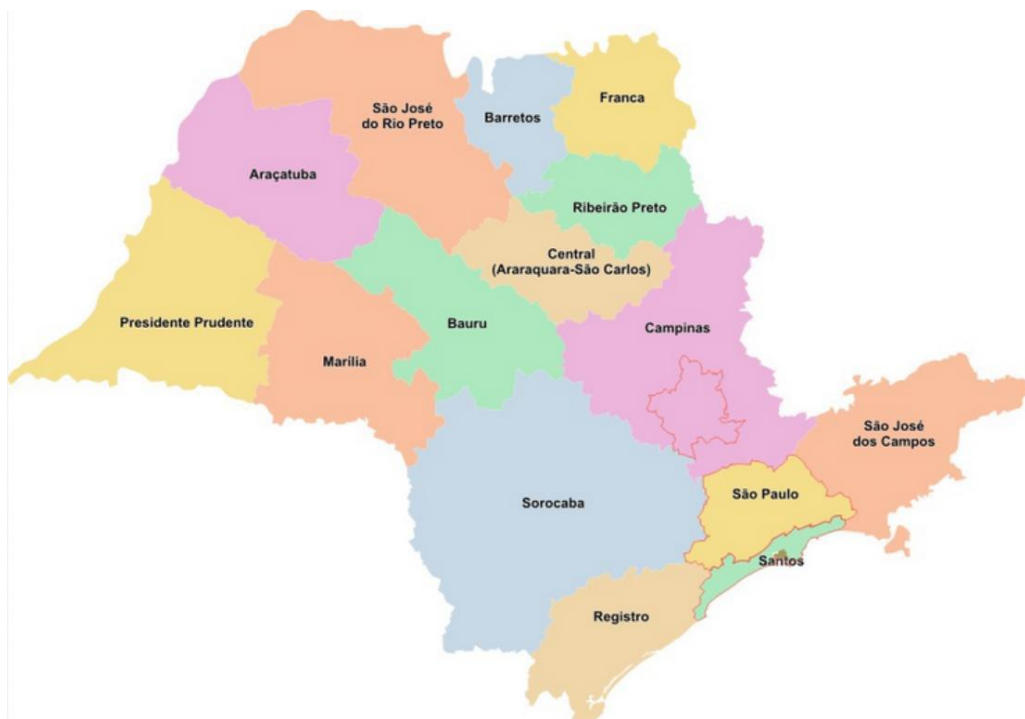 São José
do Rio Preto
Barretos
Franca
Araçatuba
Ribeirão Preto
Central
(Araraquara-São Carlos)
Presidente Prudente
Bauru
Campinas
Marília
São José
dos Campos
São Paulo
Sorocaba
Santos
Registro